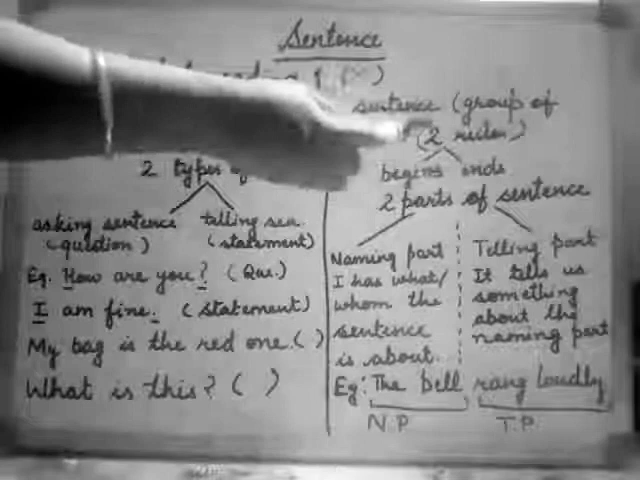 Sentence
2 types
asking sentence telling sen.
(question) (statement)
Eg. How are you? (Que.)
I am fine. (statement)
My bag is the red one. ( )
What is this? ( )
sentence (group of
(2 rules)
begins ends
2 parts of sentence
Naming part
I has what/
whom the
sentence
is about.
Telling part
It tells us
something
about the
naming part
Eg: The bell rang loudly
N.P T.P